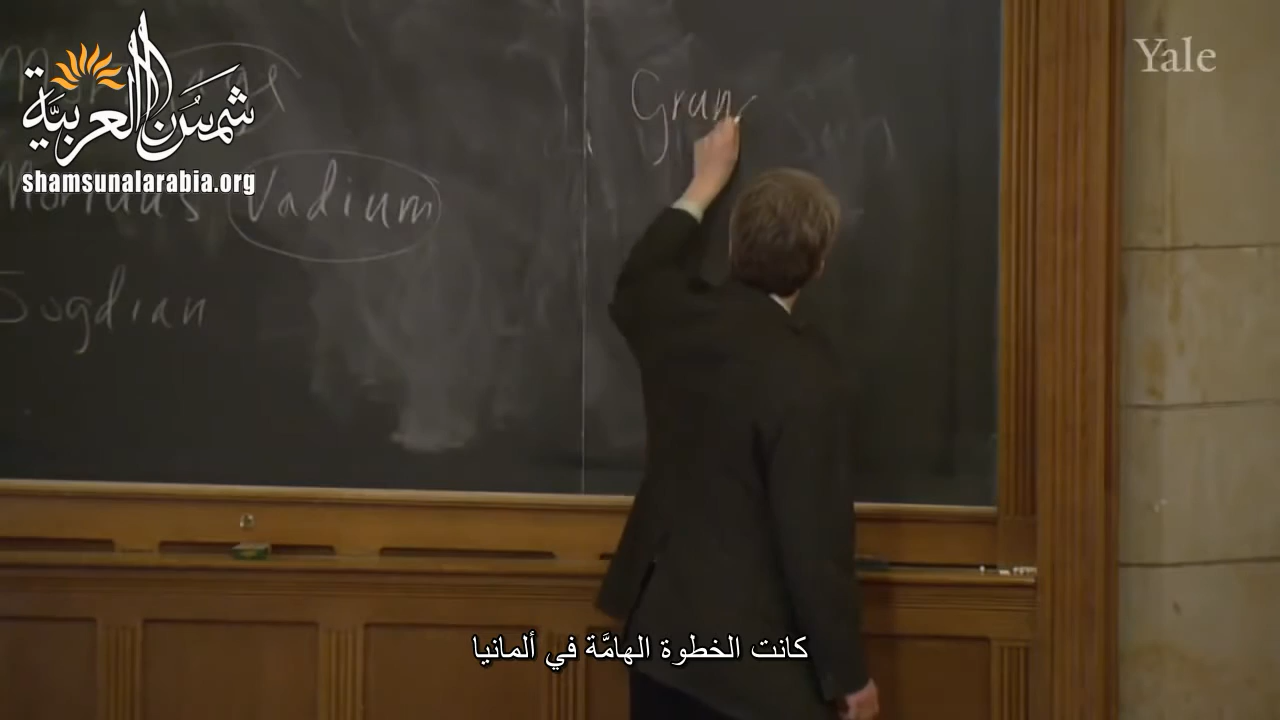 شمس العربية
shamsunalarabia.org
Yale
Gran
Vadium
Sogdian
كانت الخطوة الهامَّة في ألمانيا